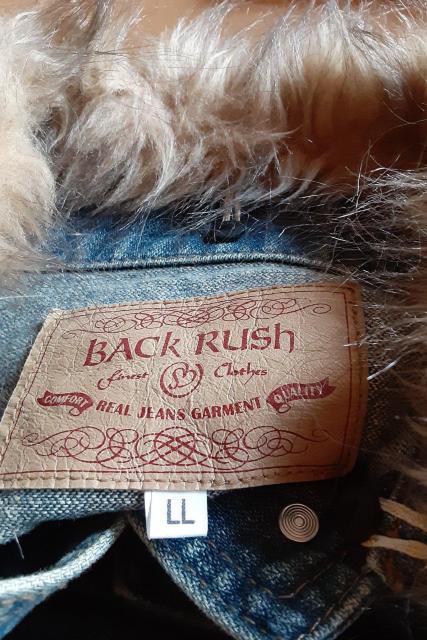 BACK RUSH
finest Clothes
COMFORT REAL JEANS GARMENT QUALITY
LL